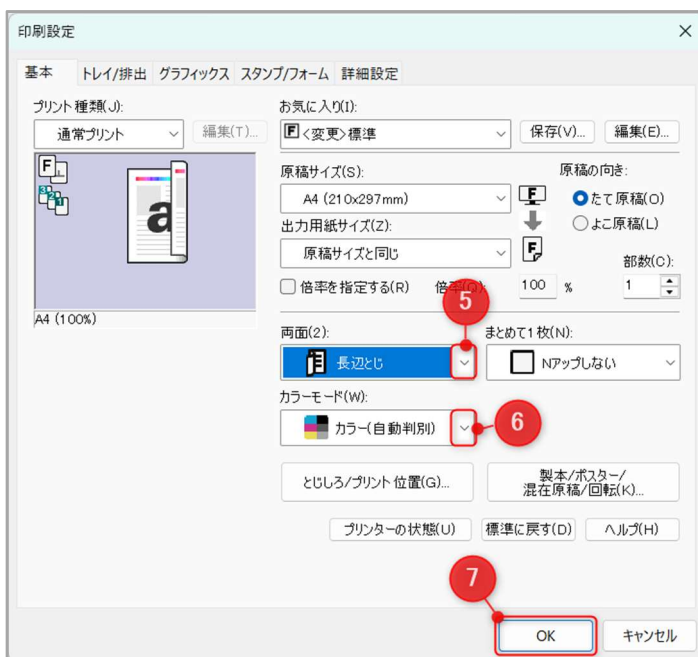 印刷設定
基本 トレイ/排出 グラフィックス スタンプ/フォーム 詳細設定
プリント種類(J):
通常プリント
編集(T)...
お気に入り(I):
F <変更>標準
保存(V)...
編集(E)...
原稿サイズ(S):
A4 (210x297mm)
出力用紙サイズ(Z):
原稿サイズと同じ
原稿の向き:
たて原稿(O)
よこ原稿(L)
倍率を指定する(R)
100 %
部数(C):
1
F
321
a
A4 (100%)
F
F
5
両面(2):
長辺とじ
まとめて1枚(N):
Nアップしない
カラーモード(W):
カラー(自動判別)
6
とじしろ/プリント位置(G)...
製本/ポスター/
混在原稿/回転(K)...
プリンターの状態(U)
標準に戻す(D)
ヘルプ(H)
7
OK
キャンセル